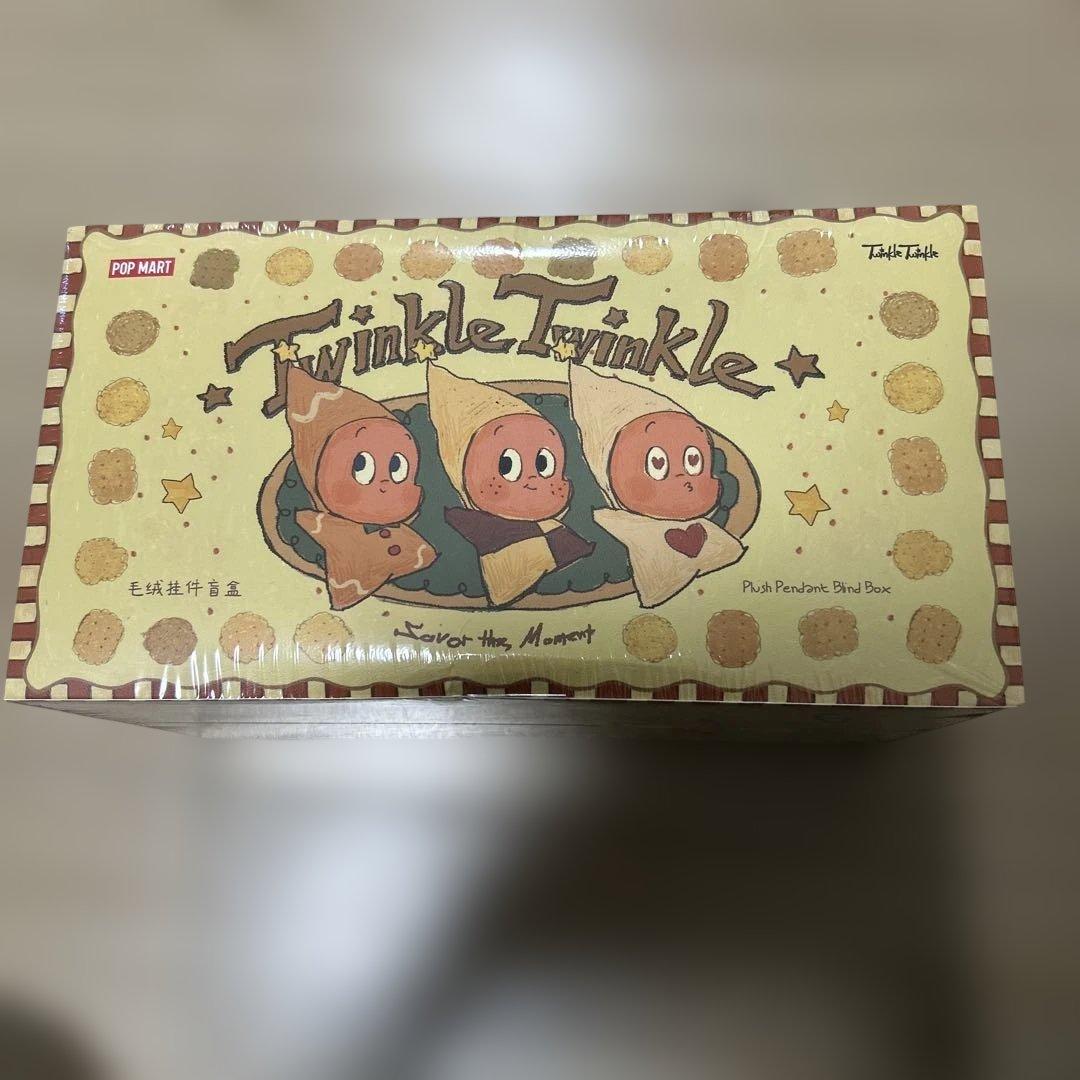 POP MART
Twinkle Twinkle
Twinkle Twinkle
毛绒挂件盲盒
Plush Pendant Blind Box
Savor the Moment